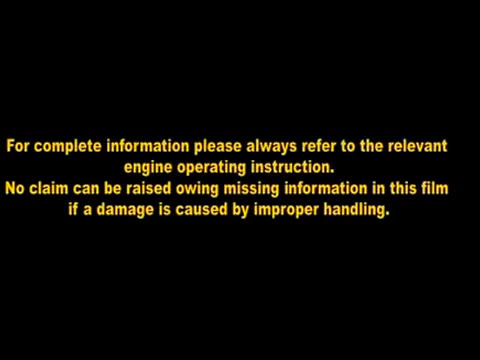 For complete information please always refer to the relevant
engine operating instruction.
No claim can be raised owing missing information in this film
if a damage is caused by improper handling.